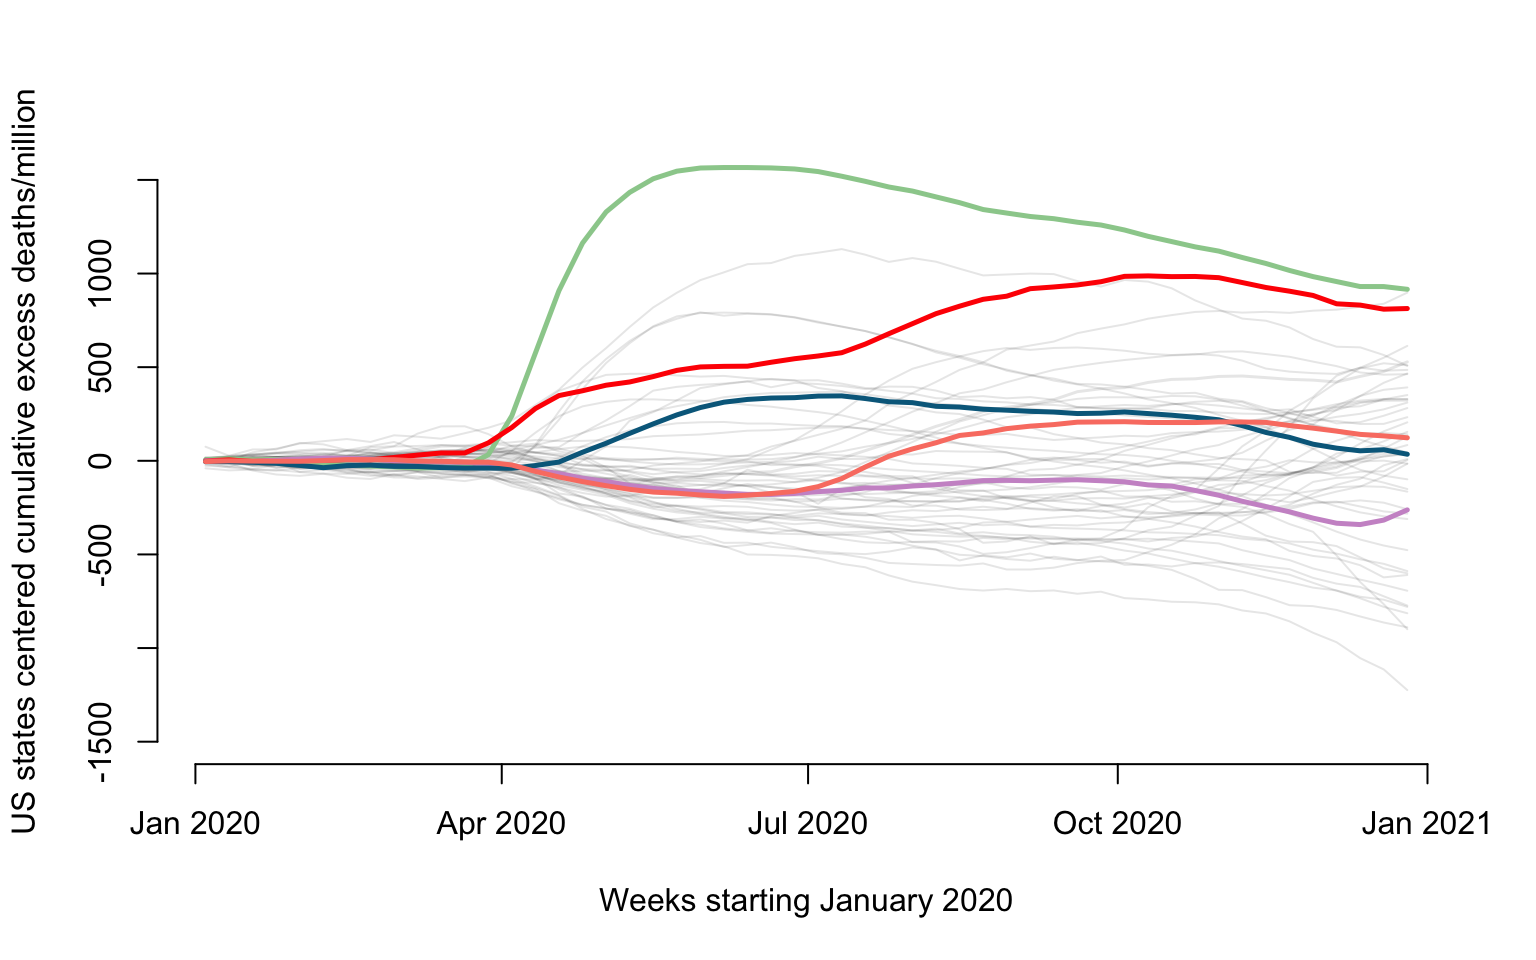 US states centered cumulative excess deaths/million
1000
500
0
-500
-1500
Jan 2020 Apr 2020 Jul 2020 Oct 2020 Jan 2021
Weeks starting January 2020